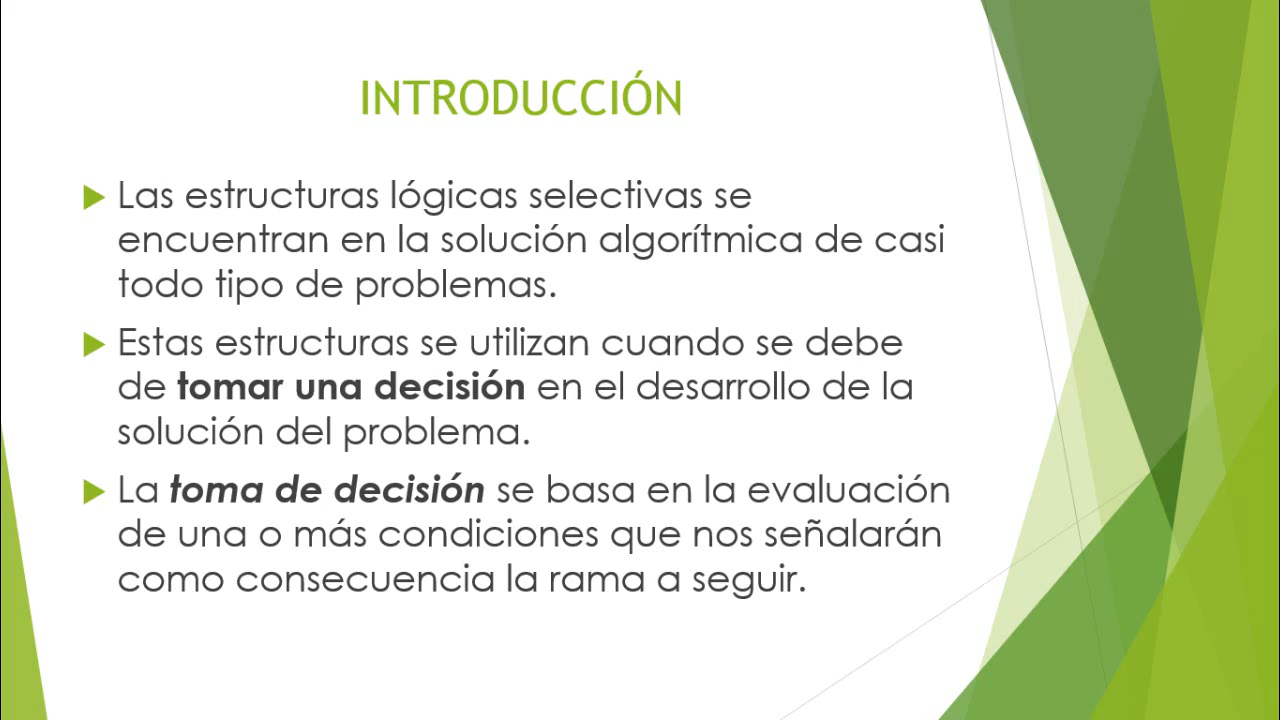 INTRODUCCIÓN
Las estructuras lógicas selectivas se
encuentran en la solución algorítmica de casi
todo tipo de problemas.
Estas estructuras se utilizan cuando se debe
de tomar una decisión en el desarrollo de la
solución del problema.
La toma de decisión se basa en la evaluación
de una o más condiciones que nos señalarán
como consecuencia la rama a seguir.